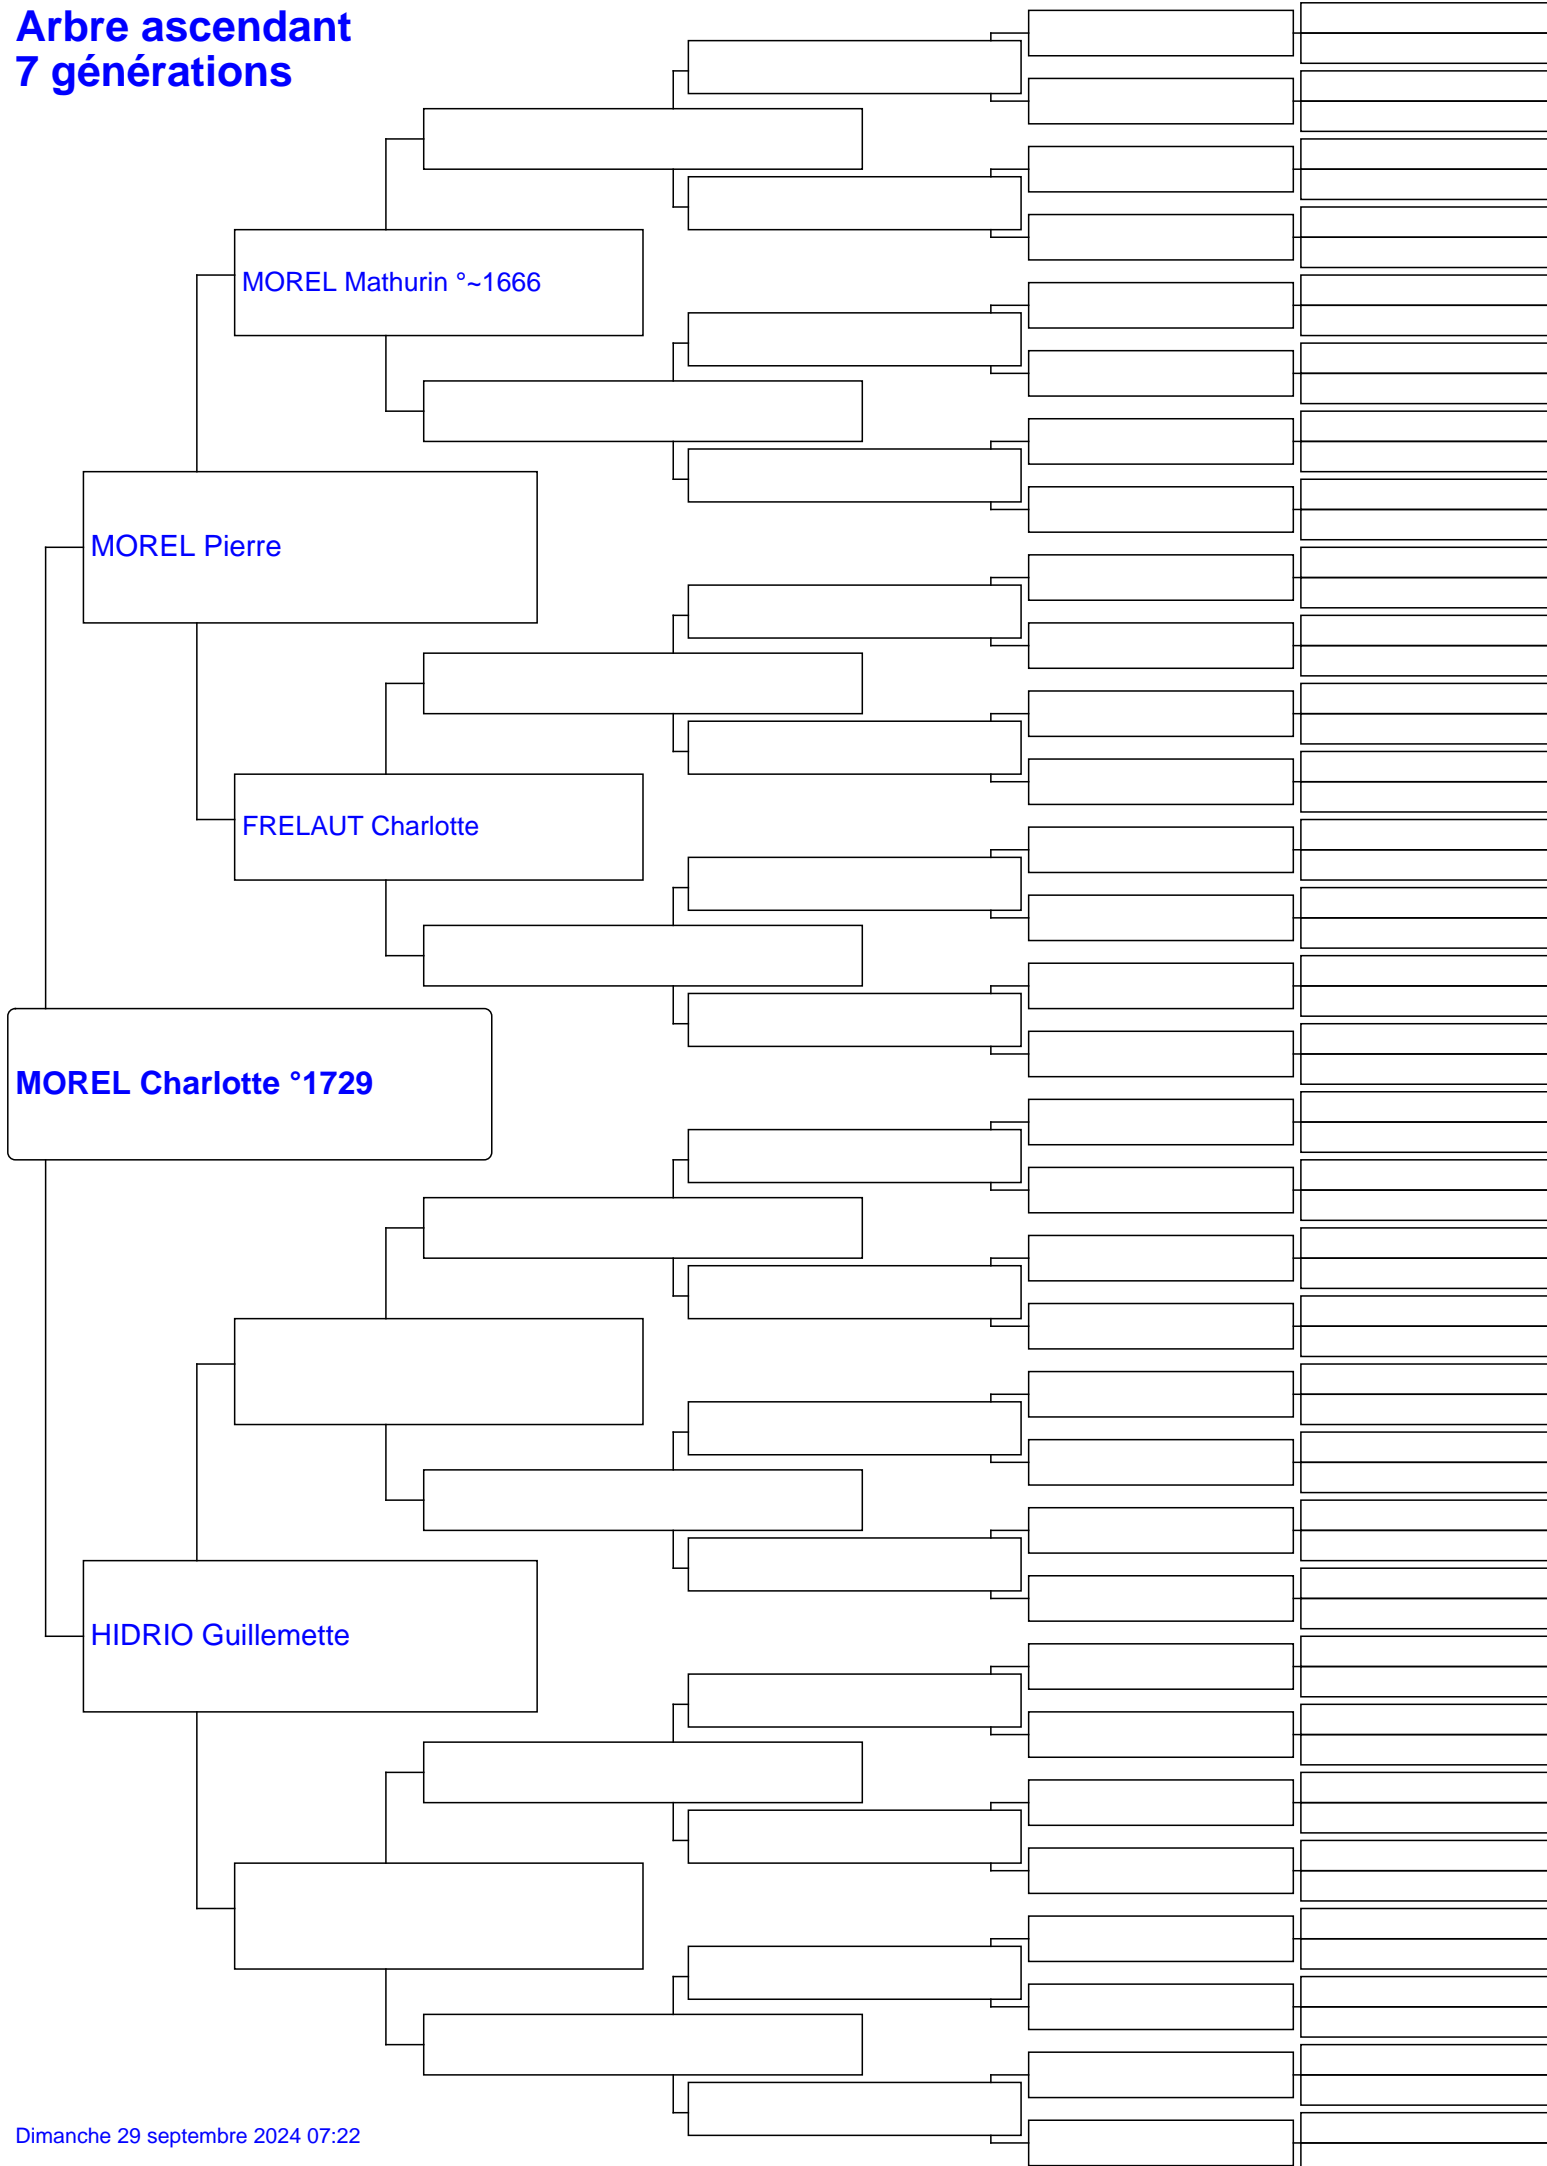 Arbre ascendant
7 générations
MOREL Mathurin °~1666
MOREL Pierre
FRELAUT Charlotte
MOREL Charlotte °1729
HIDRIO Guillemette
Dimanche 29 septembre 2024 07:22